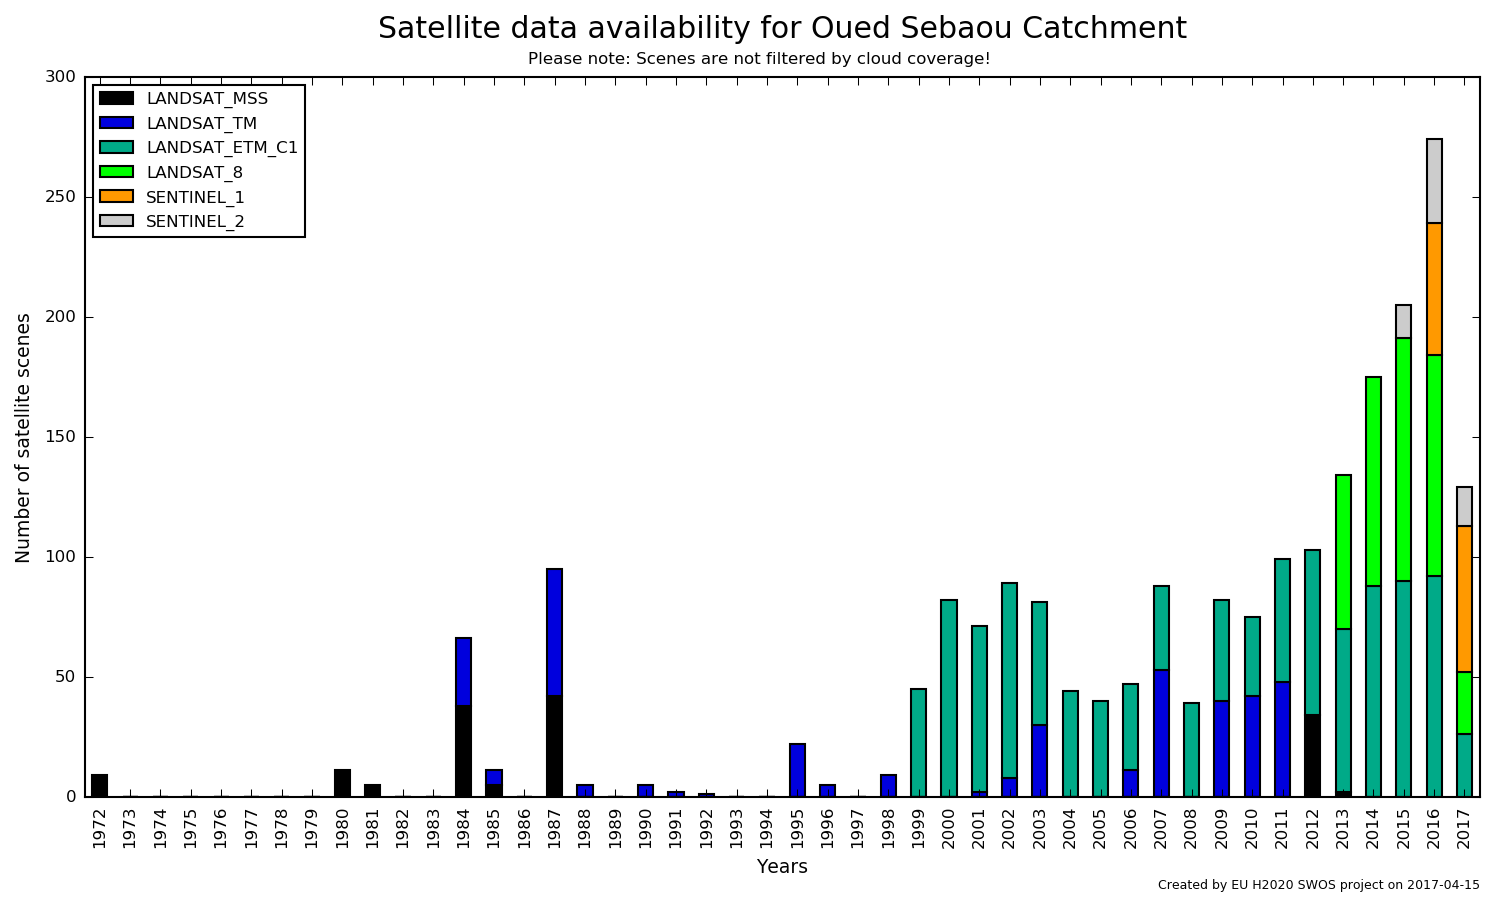 Satellite data availability for Oued Sebaou Catchment
Please note: Scenes are not filtered by cloud coverage!
300
250
200
150
100
50
0
Number of satellite scenes
LANDSAT_MSS
LANDSAT_TM
LANDSAT_ETM_C1
LANDSAT_8
SENTINEL_1
SENTINEL_2
1972 1973 1974 1975 1976 1977 1978 1979 1980 1981 1982 1983 1984 1985 1986 1987 1988 1989 1990 1991 1992 1993 1994 1995 1996 1997 1998 1999 2000 2001 2002 2003 2004 2005 2006 2007 2008 2009 2010 2011 2012 2013 2014 2015 2016 2017
Years
Created by EU H2020 SWOS project on 2017-04-15